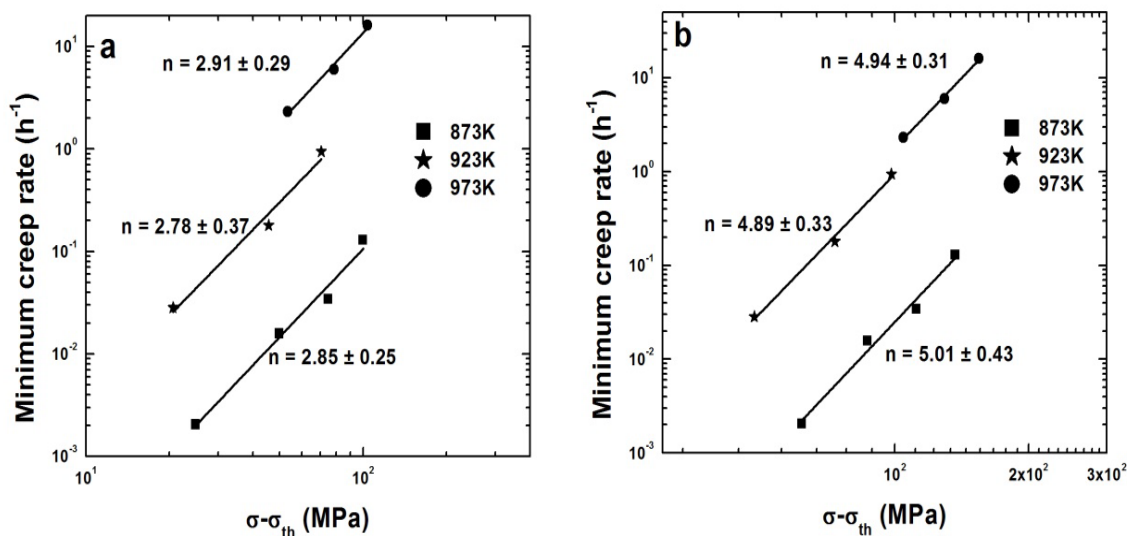 a
n = 2.91 ± 0.29
n = 2.78 ± 0.37
n = 2.85 ± 0.25
873K
923K
973K
Minimum creep rate (h⁻¹)
10¹
10⁰
10⁻¹
10⁻²
10⁻³
10¹
10²
σ-σth (MPa)
b
n = 4.94 ± 0.31
n = 4.89 ± 0.33
n = 5.01 ± 0.43
873K
923K
973K
Minimum creep rate (h⁻¹)
10¹
10⁰
10⁻¹
10⁻²
10⁻³
10²
2x10²
3x10²
σ-σth (MPa)